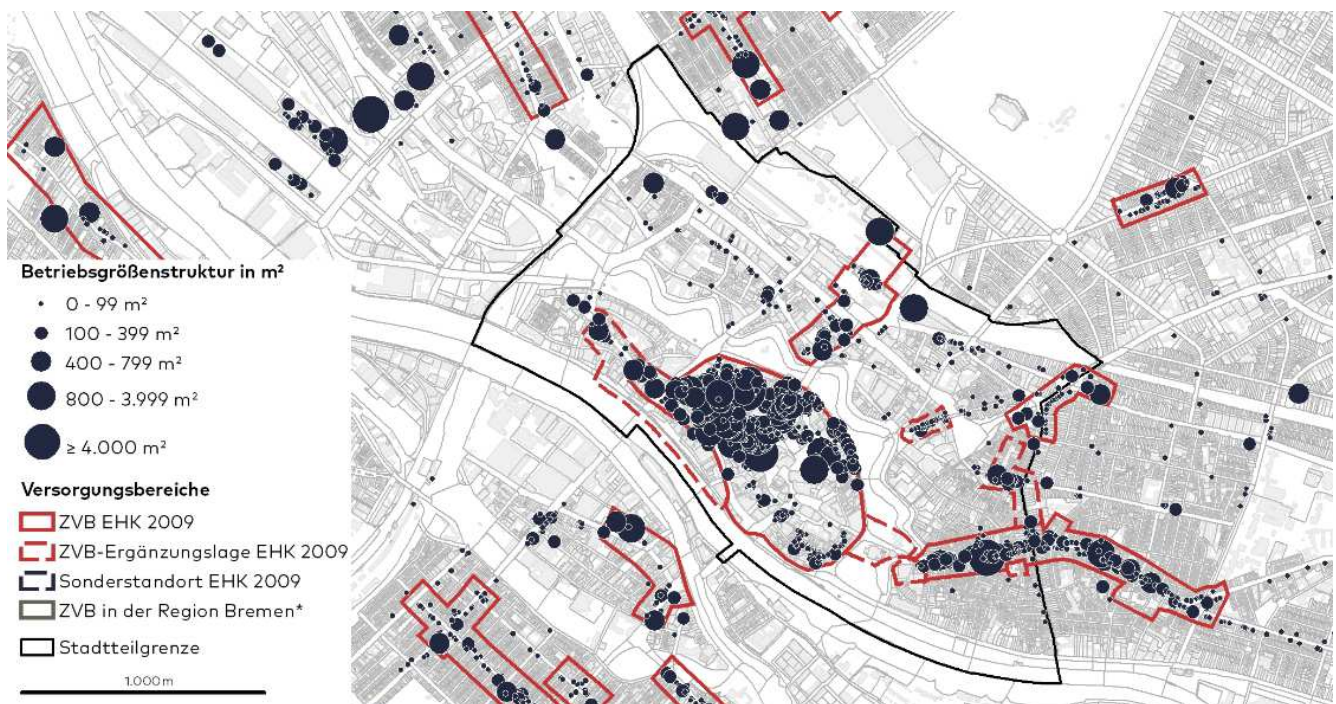 Betriebsgrößenstruktur in m²
0 - 99 m²
100 - 399 m²
400 - 799 m²
800 - 3.999 m²
≥ 4.000 m²
Versorgungsbereiche
ZVB EHK 2009
ZVB-Ergänzungslage EHK 2009
Sonderstandort EHK 2009
ZVB in der Region Bremen*
Stadtteilgrenze
1.000 m